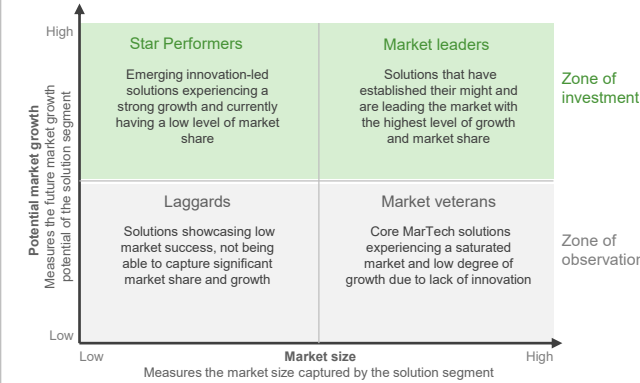 High
Star Performers
Emerging innovation-led
solutions experiencing a
strong growth and currently
having a low level of market
share
Market leaders
Solutions that have
established their might and
are leading the market with
the highest level of growth
and market share
Zone of
investment
Potential market growth
Measures the future market growth
potential of the solution segment
Laggards
Solutions showcasing low
market success, not being
able to capture significant
market share and growth
Market veterans
Core MarTech solutions
experiencing a saturated
market and low degree of
growth due to lack of innovation
Zone of
observation
Low
Low
Market size
High
Measures the market size captured by the solution segment